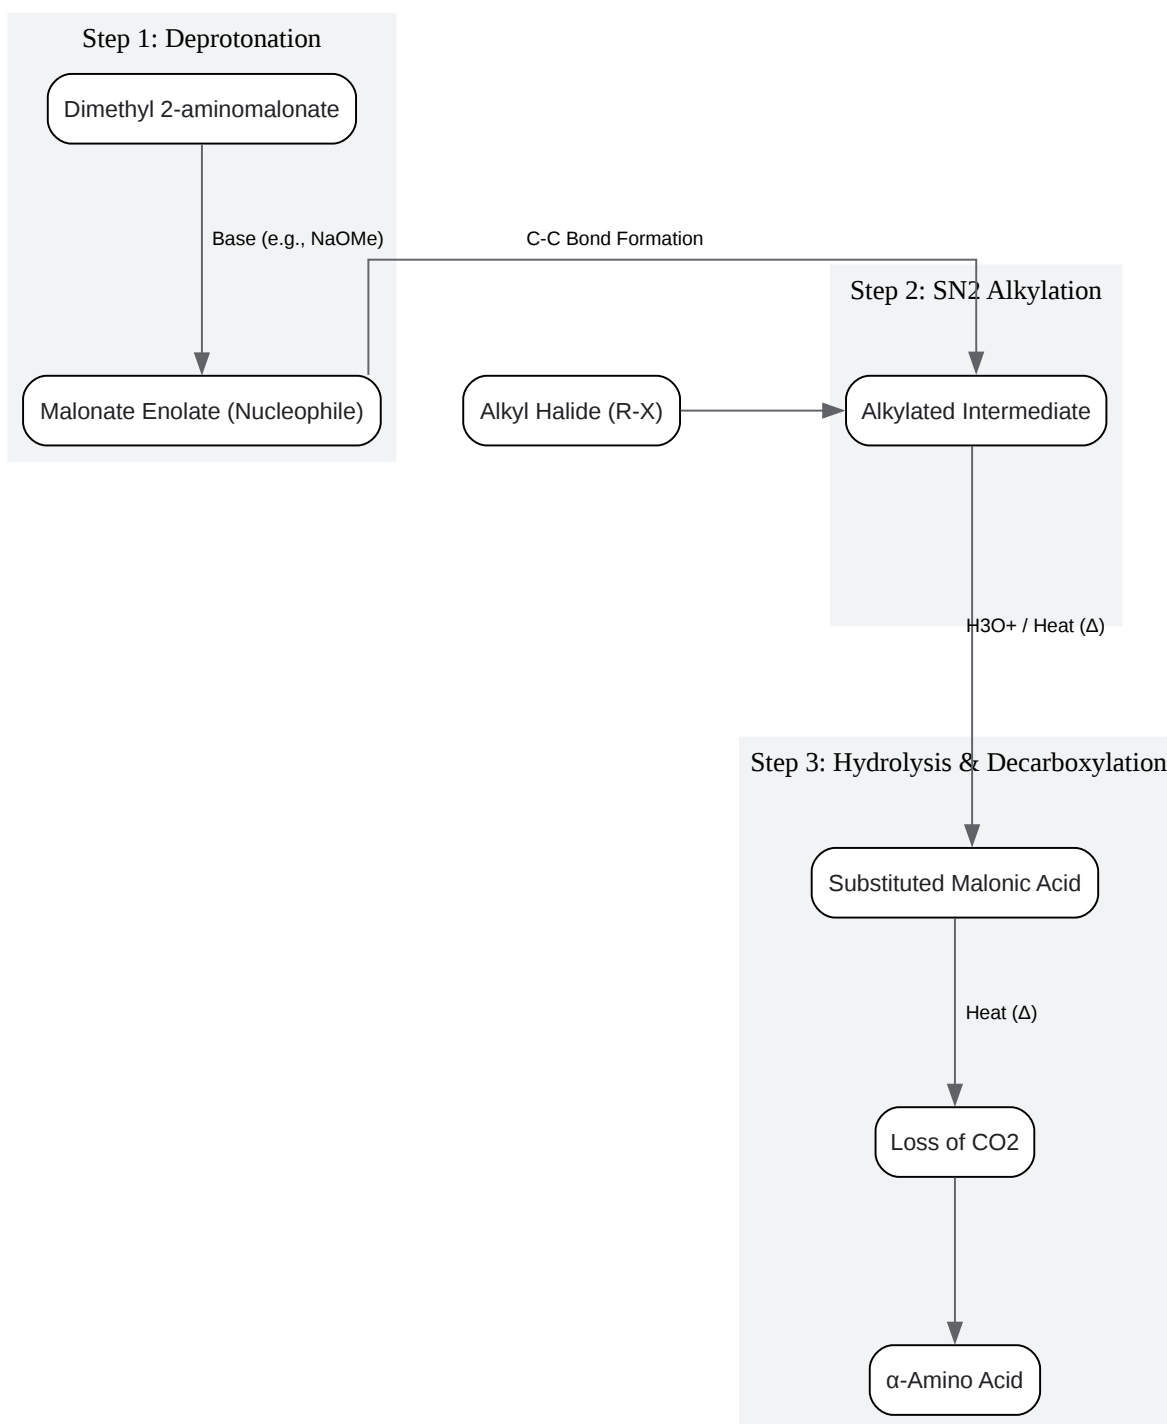 Step 1: Deprotonation
Dimethyl 2-aminomalonate
Base (e.g., NaOMe)
C-C Bond Formation
Step 2: SN2 Alkylation
Malonate Enolate (Nucleophile)
Alkyl Halide (R-X)
Alkylated Intermediate
H3O+ / Heat (Δ)
Step 3: Hydrolysis & Decarboxylation
Substituted Malonic Acid
Heat (Δ)
Loss of CO2
α-Amino Acid